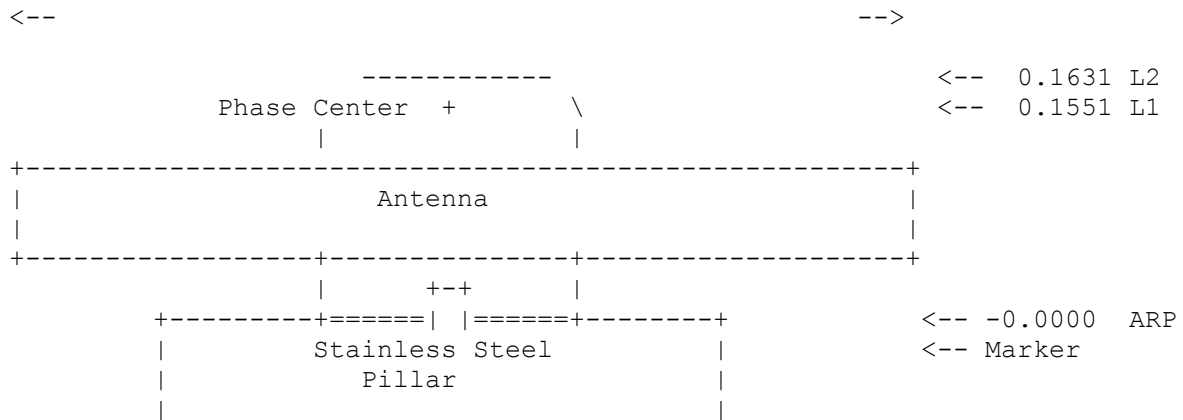 <-- -->
------------ <-- 0.1631 L2
Phase Center + \ <-- 0.1551 L1
| |
+-------------------------------------------------------+
| Antenna |
| |
+------------------+---------------+--------------------+
| +-+ |
+---------+======| |======+--------+ <-- -0.0000 ARP
| Stainless Steel | <-- Marker
| Pillar |
| |